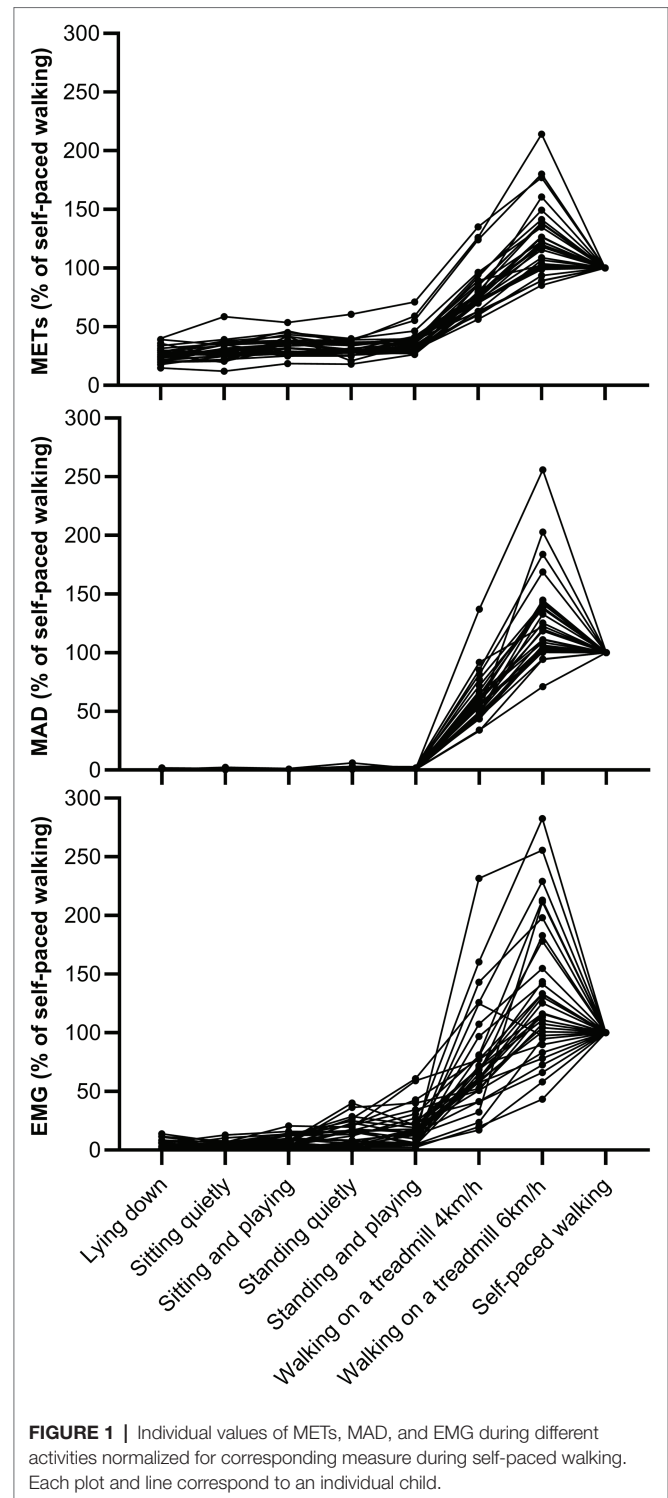 300
250
200
150
100
50
0
METs (% of self-paced walking)
300
250
200
150
100
50
0
MAD (% of self-paced walking)
300
250
200
150
100
50
0
EMG (% of self-paced walking)
Lying down
Sitting quietly
Sitting and playing
Standing quietly
Standing and playing
Walking on a treadmill 4km/h
Walking on a treadmill 6km/h
Self-paced walking
FIGURE 1 | Individual values of METs, MAD, and EMG during different
activities normalized for corresponding measure during self-paced walking.
Each plot and line correspond to an individual child.